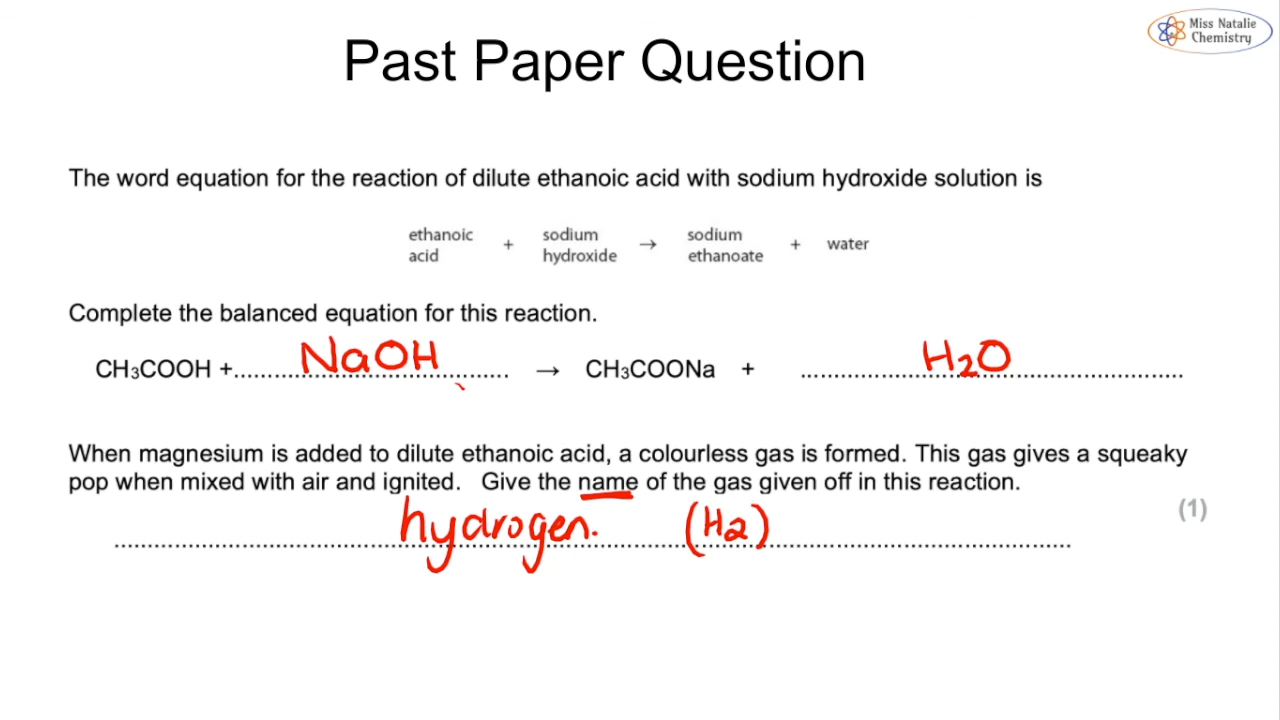 Miss Natalie
Chemistry
Past Paper Question
The word equation for the reaction of dilute ethanoic acid with sodium hydroxide solution is
ethanoic acid + sodium hydroxide → sodium ethanoate + water
Complete the balanced equation for this reaction.
CH₃COOH +.......... NaOH .......... → CH₃COONa + .......... H₂O ..........
When magnesium is added to dilute ethanoic acid, a colourless gas is formed. This gas gives a squeaky
pop when mixed with air and ignited. Give the name of the gas given off in this reaction.
(1)
hydrogen. (H₂)